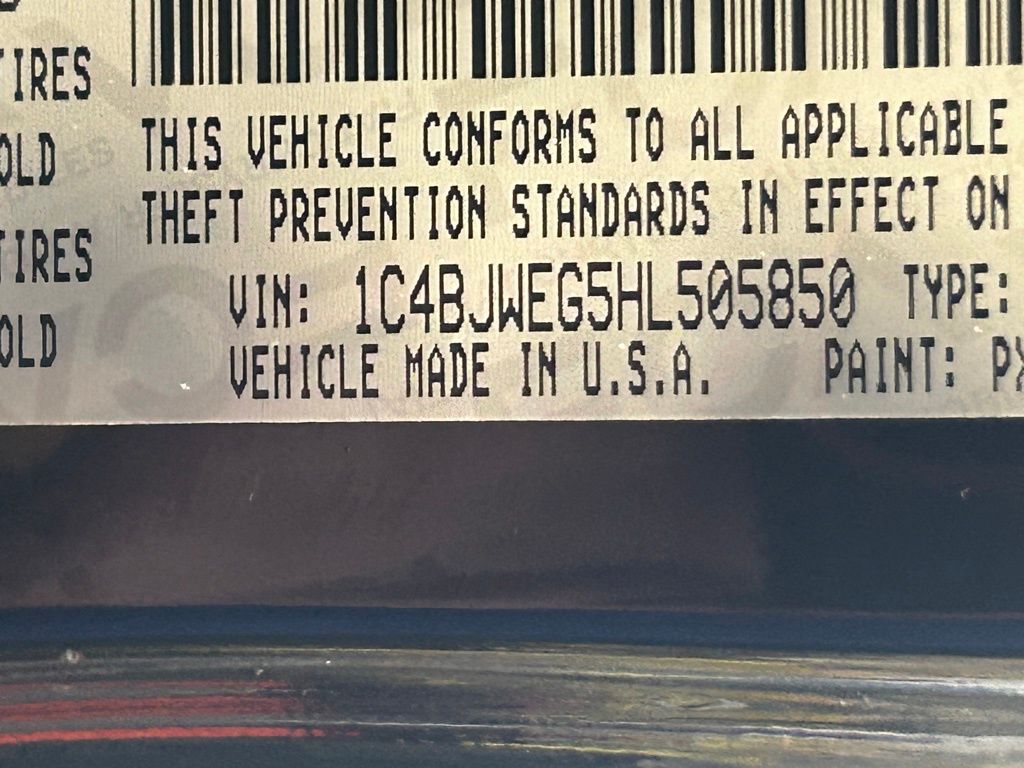 TIRES
THIS VEHICLE CONFORMS TO ALL APPLICABLE
OLD
THEFT PREVENTION STANDARDS IN EFFECT ON
TIRES
VIN: 1C4BJWEG5HL505850 TYPE:
OLD
VEHICLE MADE IN U.S.A. PAINT: PX